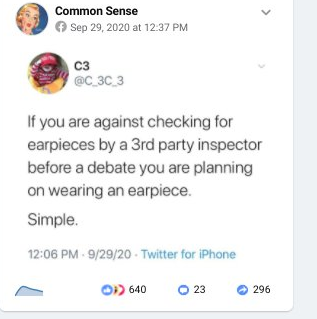 Common Sense
Sep 29, 2020 at 12:37 PM
C3
@C_3C_3
If you are against checking for
earpieces by a 3rd party inspector
before a debate you are planning
on wearing an earpiece.
Simple.
12:06 PM · 9/29/20 · Twitter for iPhone
640 23 296